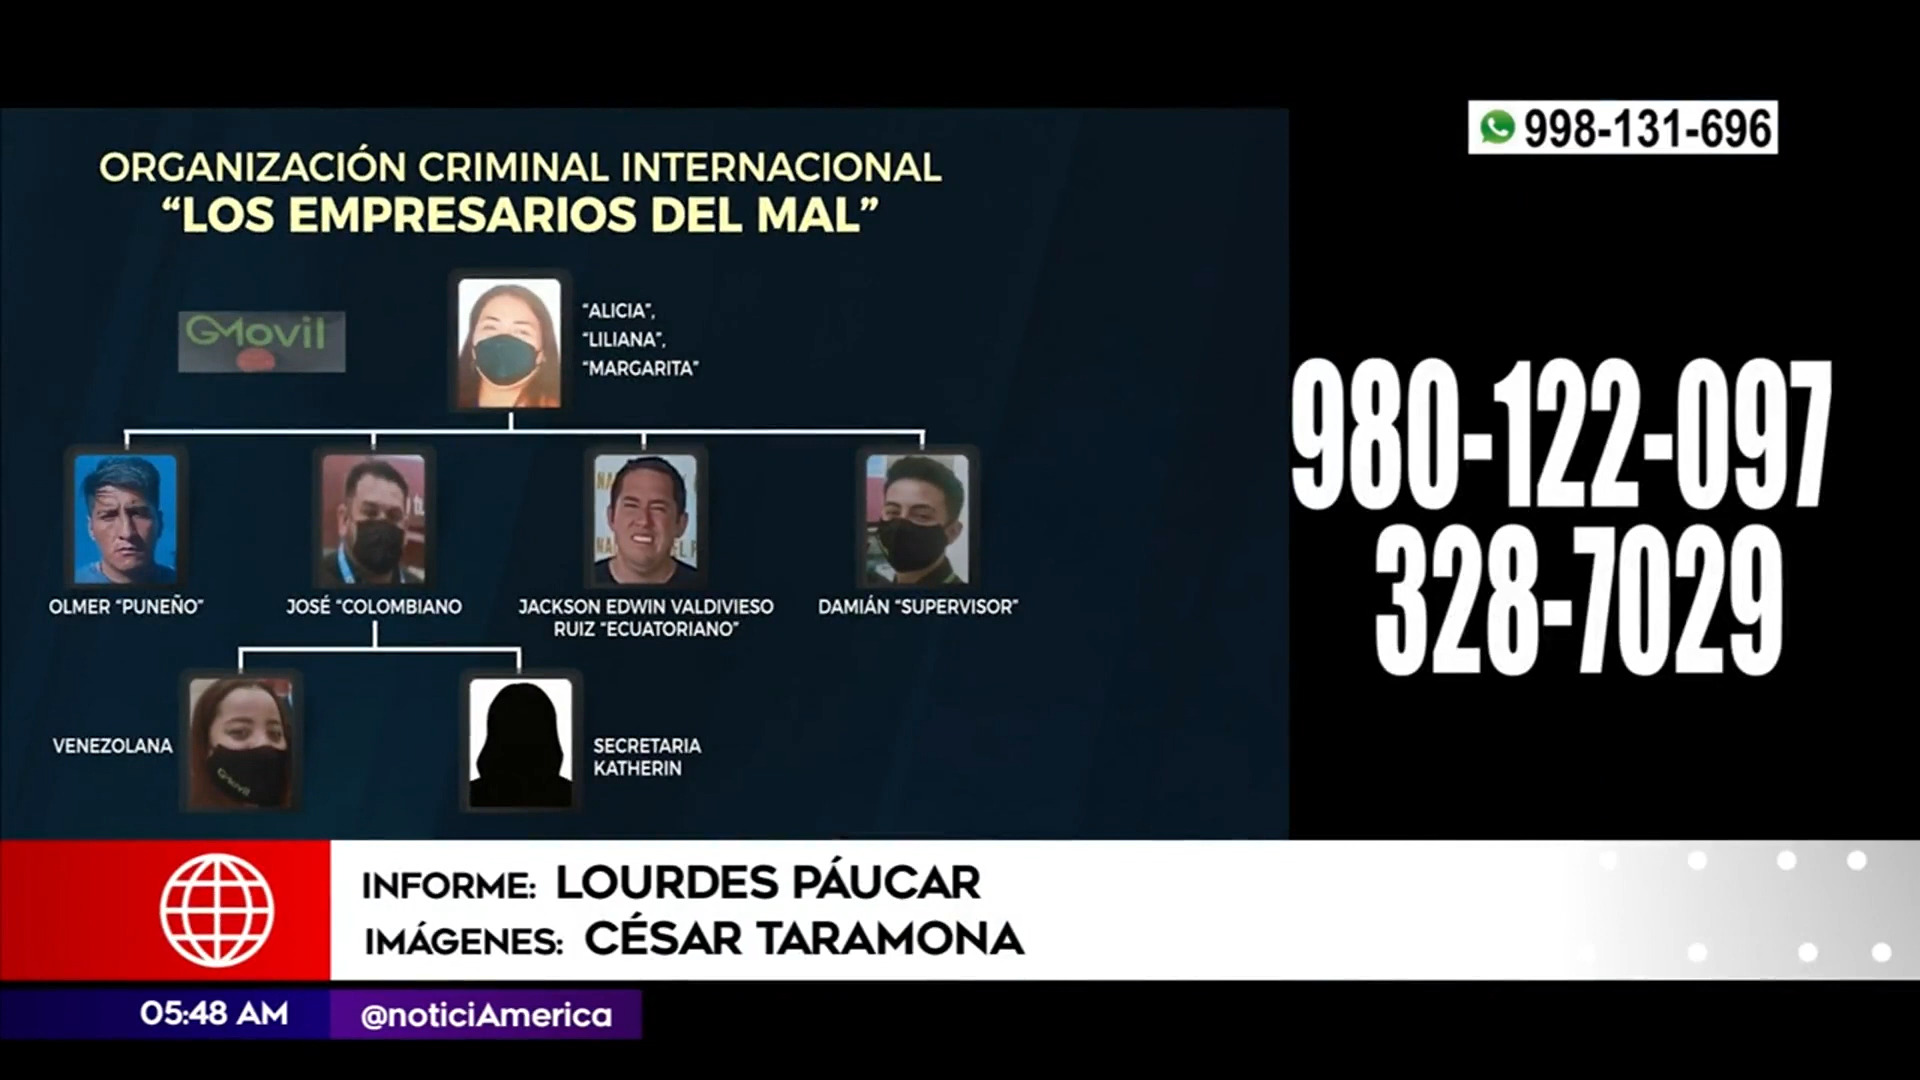 998-131-696
ORGANIZACIÓN CRIMINAL INTERNACIONAL
“LOS EMPRESARIOS DEL MAL”
GMovil
“ALICIA”,
“LILIANA”,
“MARGARITA”
980-122-097
328-7029
OLMER “PUNEÑO”
JOSÉ “COLOMBIANO
JACKSON EDWIN VALDIVIESO
RUIZ “ECUATORIANO”
DAMIÁN “SUPERVISOR”
VENEZOLANA
GMovil
SECRETARIA
KATHERIN
INFORME: LOURDES PÁUCAR
IMÁGENES: CÉSAR TARAMONA
05:48 AM
@noticiAmerica